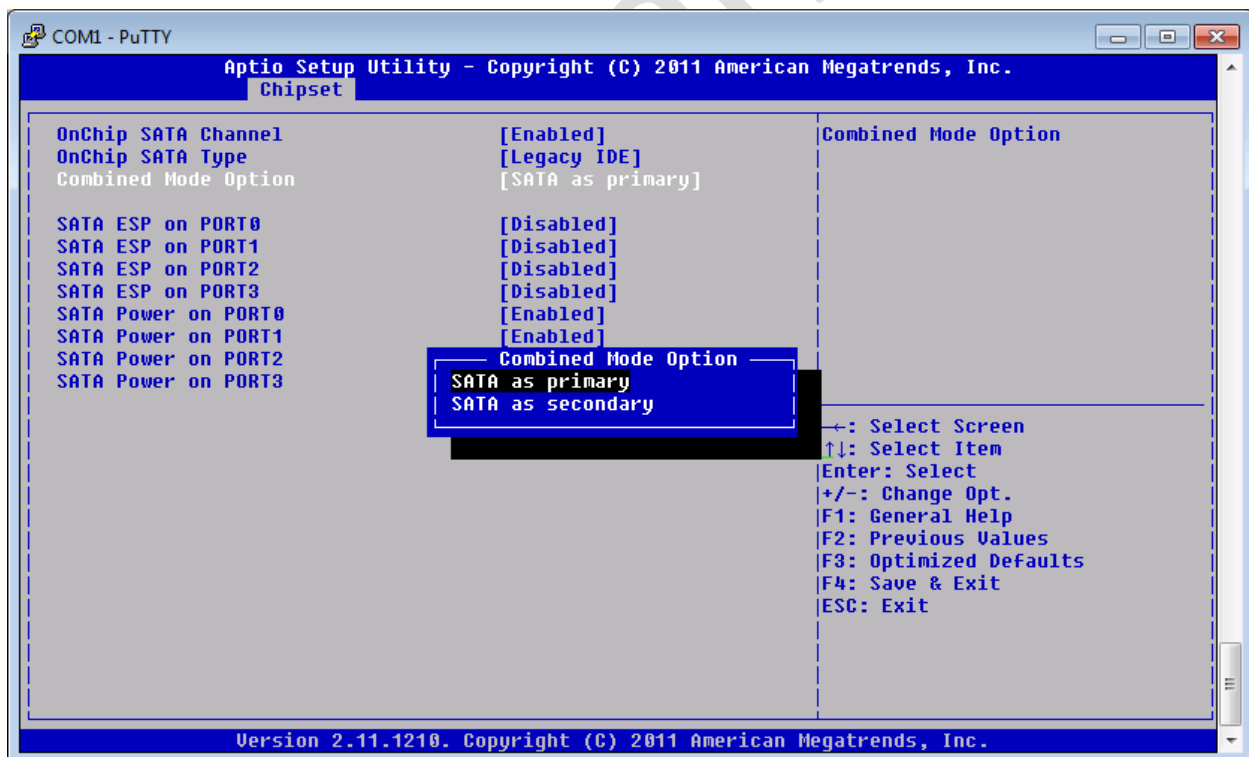 COM1 - PuTTY
Aptio Setup Utility - Copyright (C) 2011 American Megatrends, Inc.
Chipset
OnChip SATA Channel [Enabled]
OnChip SATA Type [Legacy IDE]
Combined Mode Option [SATA as primary]
SATA ESP on PORT0 [Disabled]
SATA ESP on PORT1 [Disabled]
SATA ESP on PORT2 [Disabled]
SATA ESP on PORT3 [Disabled]
SATA Power on PORT0 [Enabled]
SATA Power on PORT1 [Enabled]
SATA Power on PORT2
SATA Power on PORT3
Combined Mode Option
SATA as primary
SATA as secondary
Combined Mode Option
→←: Select Screen
↑↓: Select Item
Enter: Select
+/-: Change Opt.
F1: General Help
F2: Previous Values
F3: Optimized Defaults
F4: Save & Exit
ESC: Exit
Version 2.11.1210. Copyright (C) 2011 American Megatrends, Inc.